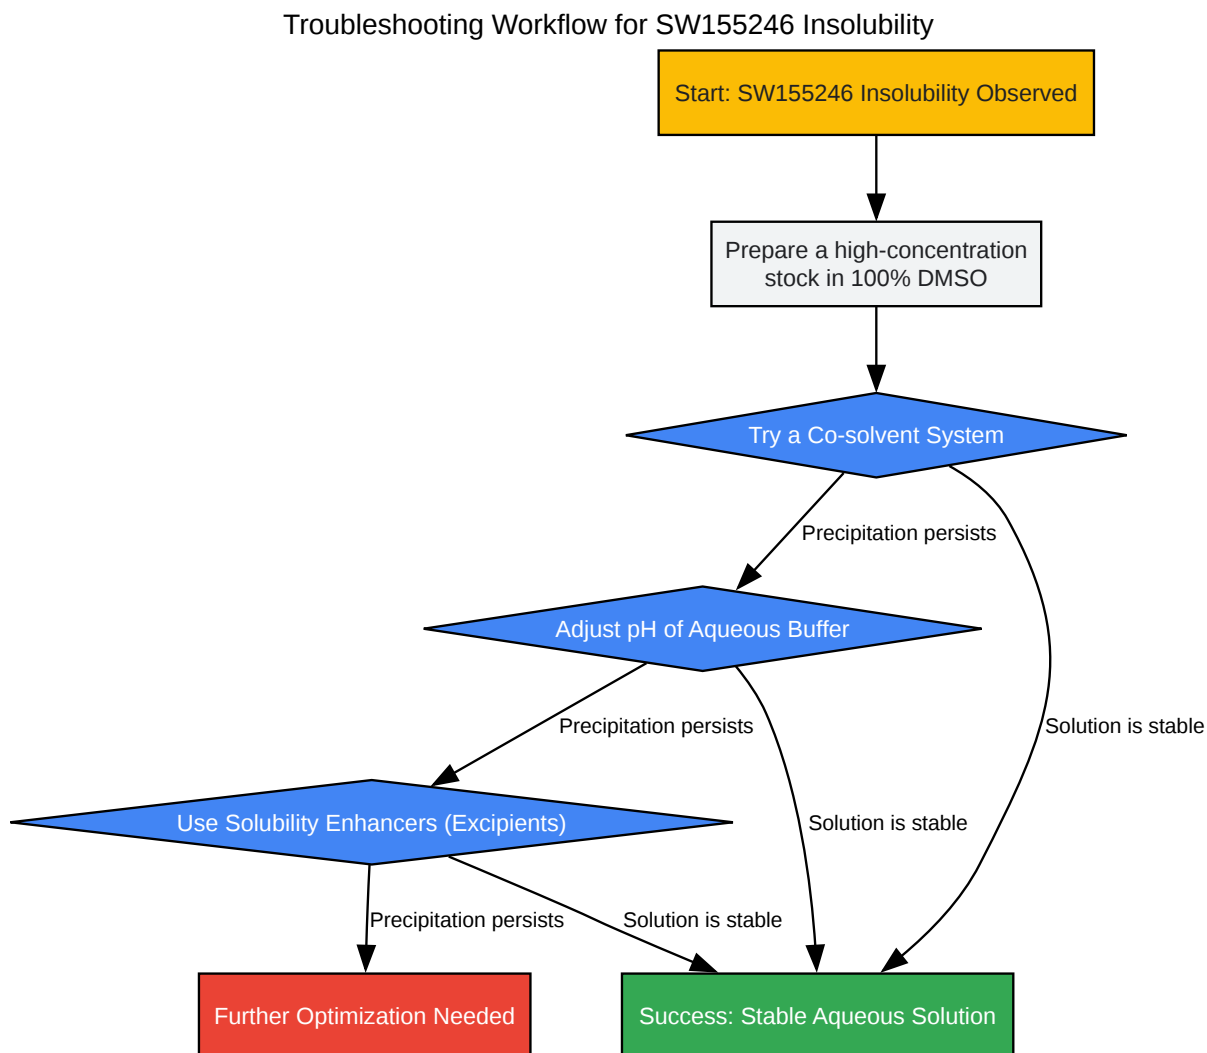 Troubleshooting Workflow for SW155246 Insolubility
Start: SW155246 Insolubility Observed
Prepare a high-concentration
stock in 100% DMSO
Try a Co-solvent System
Precipitation persists
Adjust pH of Aqueous Buffer
Precipitation persists
Solution is stable
Use Solubility Enhancers (Excipients)
Solution is stable
Precipitation persists
Solution is stable
Further Optimization Needed
Success: Stable Aqueous Solution